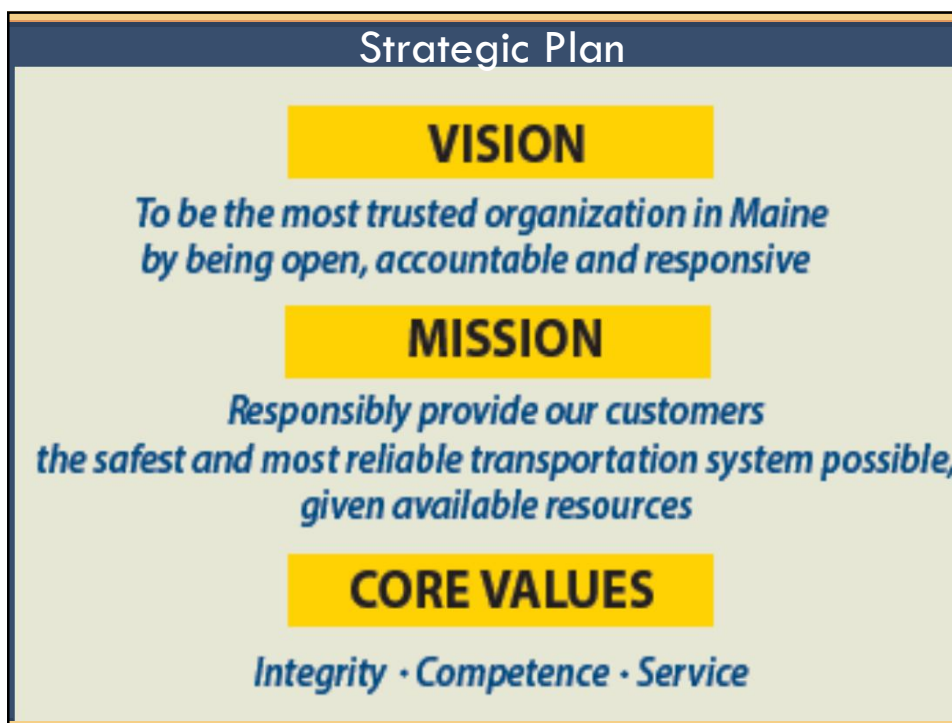 Strategic Plan
VISION
To be the most trusted organization in Maine
by being open, accountable and responsive
MISSION
Responsibly provide our customers
the safest and most reliable transportation system possible,
given available resources
CORE VALUES
Integrity · Competence · Service